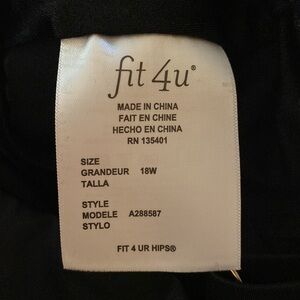 fit 4u®
MADE IN CHINA
FAIT EN CHINE
HECHO EN CHINA
RN 135401
SIZE
GRANDEUR 18W
TALLA
STYLE
MODELE A288587
STYLO
FIT 4 UR HIPS®